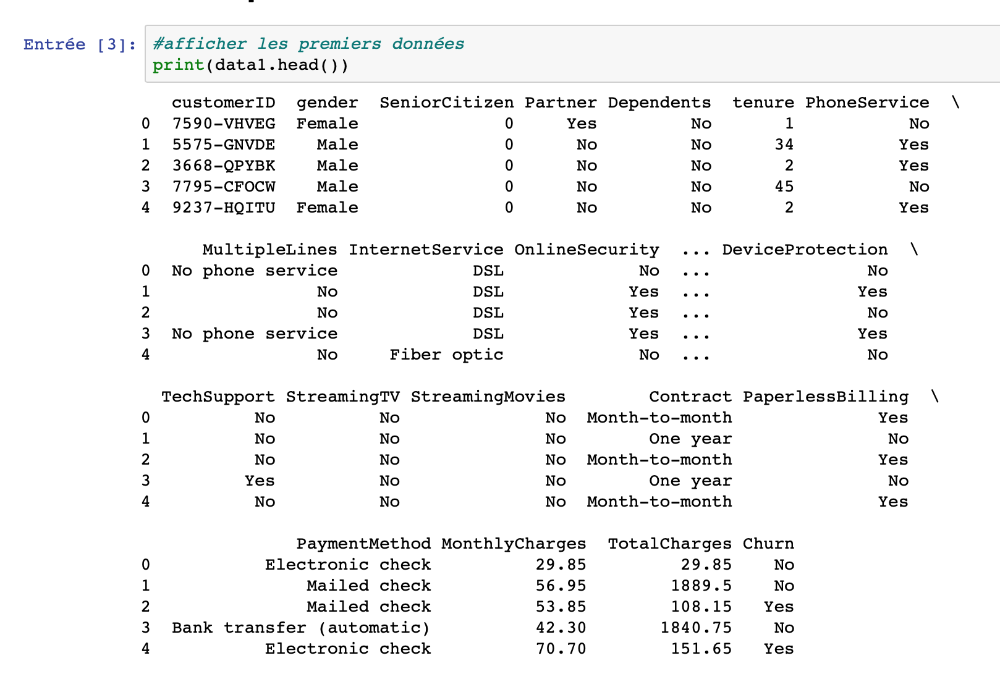 Entrée [3]: #afficher les premiers données
print(data1.head())
customerID gender SeniorCitizen Partner Dependents tenure PhoneService \
0 7590-VHVEG Female 0 Yes No 1 No
1 5575-GNVDE Male 0 No No 34 Yes
2 3668-QPYBK Male 0 No No 2 Yes
3 7795-CFOCW Male 0 No No 45 No
4 9237-HQITU Female 0 No No 2 Yes
MultipleLines InternetService OnlineSecurity ... DeviceProtection \
0 No phone service DSL No ... No
1 No DSL Yes ... Yes
2 No DSL Yes ... No
3 No phone service DSL Yes ... Yes
4 No Fiber optic No ... No
TechSupport StreamingTV StreamingMovies Contract PaperlessBilling \
0 No No No Month-to-month Yes
1 No No No One year No
2 No No No Month-to-month Yes
3 Yes No No One year No
4 No No No Month-to-month Yes
PaymentMethod MonthlyCharges TotalCharges Churn
0 Electronic check 29.85 29.85 No
1 Mailed check 56.95 1889.5 No
2 Mailed check 53.85 108.15 Yes
3 Bank transfer (automatic) 42.30 1840.75 No
4 Electronic check 70.70 151.65 Yes